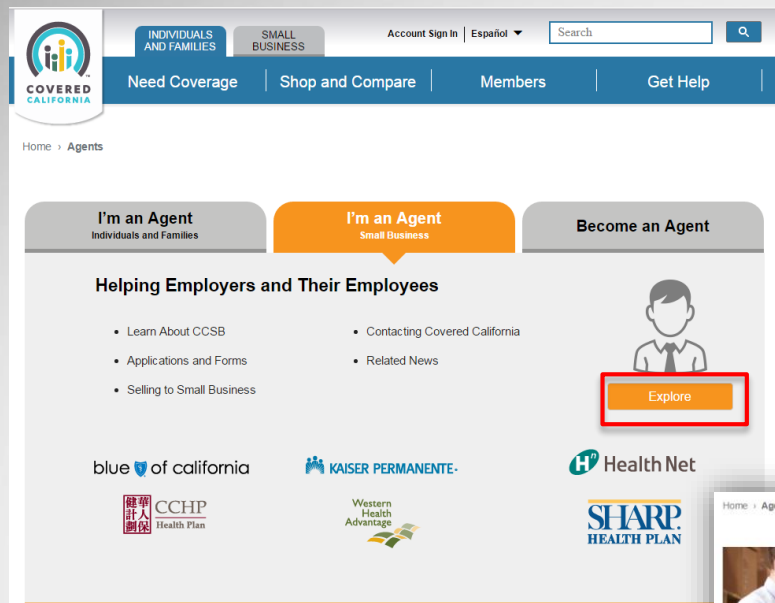 INDIVIDUALS
AND FAMILIES
SMALL
BUSINESS
Account Sign In | Español ▼
Search
COVERED
CALIFORNIA
™
Need Coverage
Shop and Compare
Members
Get Help
Home › Agents
I'm an Agent
Individuals and Families
I'm an Agent
Small Business
Become an Agent
Helping Employers and Their Employees
• Learn About CCSB
• Applications and Forms
• Selling to Small Business
• Contacting Covered California
• Related News
Explore
blue of california
KAISER PERMANENTE.
Hn Health Net
健華
計人
劃保
CCHP
Health Plan
Western
Health
Advantage
SHARP.
HEALTH PLAN
Home › Age